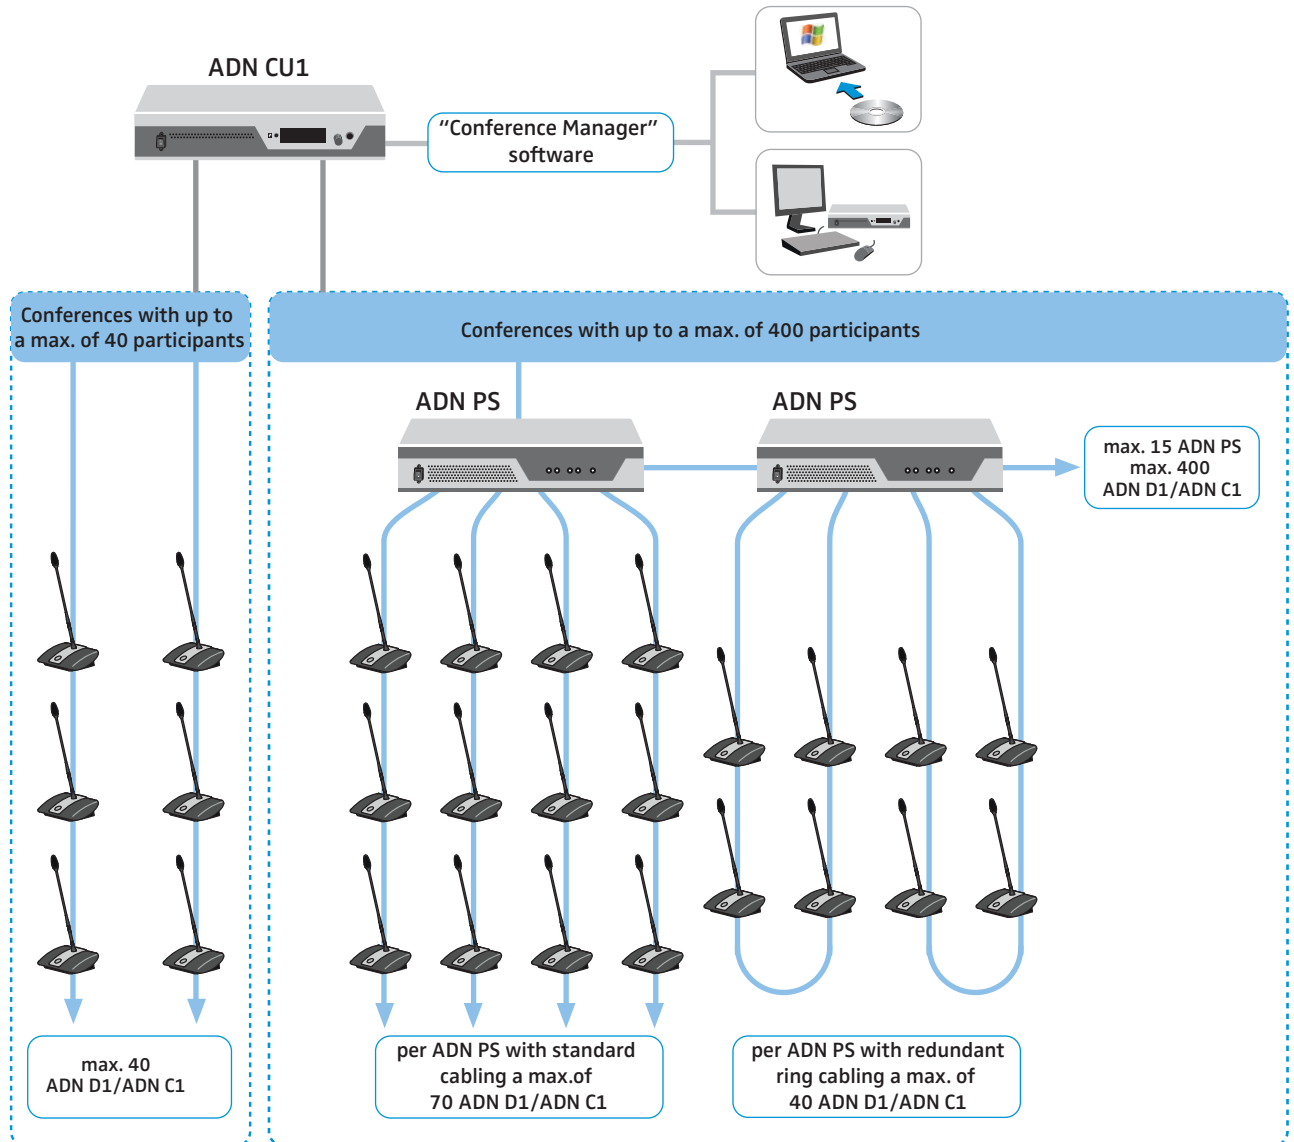 ADN CU1
“Conference Manager”
software
Conferences with up to
a max. of 40 participants
Conferences with up to a max. of 400 participants
ADN PS
ADN PS
max. 15 ADN PS
max. 400
ADN D1/ADN C1
max. 40
ADN D1/ADN C1
per ADN PS with standard
cabling a max.of
70 ADN D1/ADN C1
per ADN PS with redundant
ring cabling a max. of
40 ADN D1/ADN C1